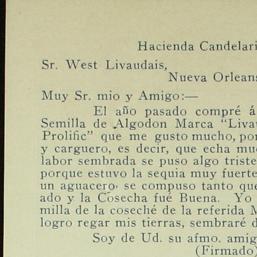 Hacienda Candelari
Sr. West Livaudais,
Nueva Orleans
Muy Sr. mio y Amigo:—
El año pasado compré á
Semilla de Algodon Marca "Liva
Prolific" que me gusto mucho, por
y carguero, es decir, que echa muc
labor sembrada se puso algo triste
porque estuvo la sequia muy fuerte
un aguacero se compuso tanto que
ado y la Cosecha fué Buena. Yo
milla de la coseché de la referida M
logro regar mis tierras, sembraré d
Soy de Ud. su afmo. amig
(Firmado)